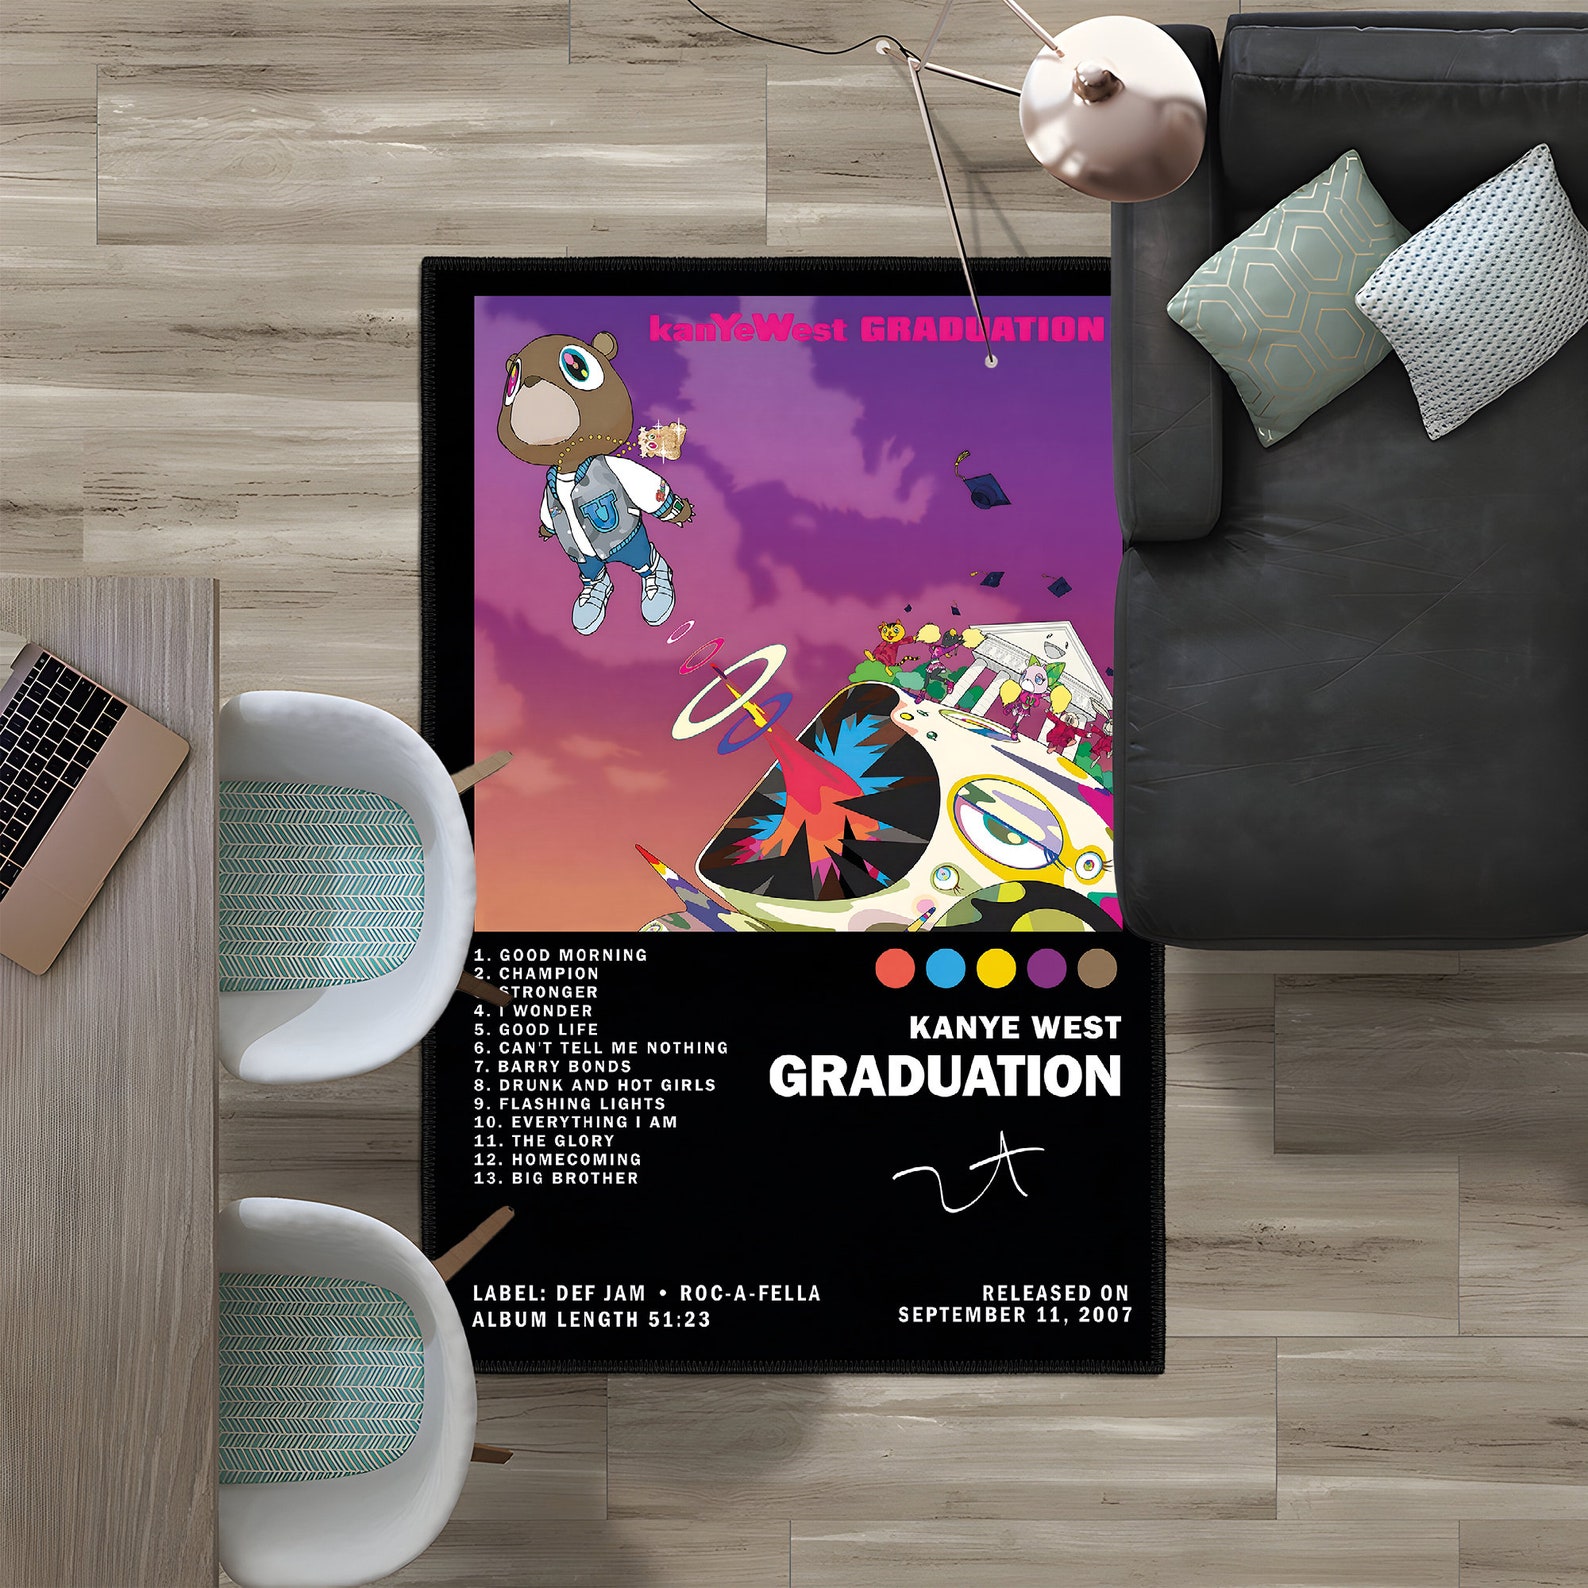 kanYeWest GRADUATION
U
1. GOOD MORNING
2. CHAMPION
STRONGER
4. I WONDER
5. GOOD LIFE
6. CAN'T TELL ME NOTHING
7. BARRY BONDS
8. DRUNK AND HOT GIRLS
9. FLASHING LIGHTS
10. EVERYTHING I AM
11. THE GLORY
12. HOMECOMING
13. BIG BROTHER
KANYE WEST
GRADUATION
LABEL: DEF JAM • ROC-A-FELLA
ALBUM LENGTH 51:23
RELEASED ON
SEPTEMBER 11, 2007